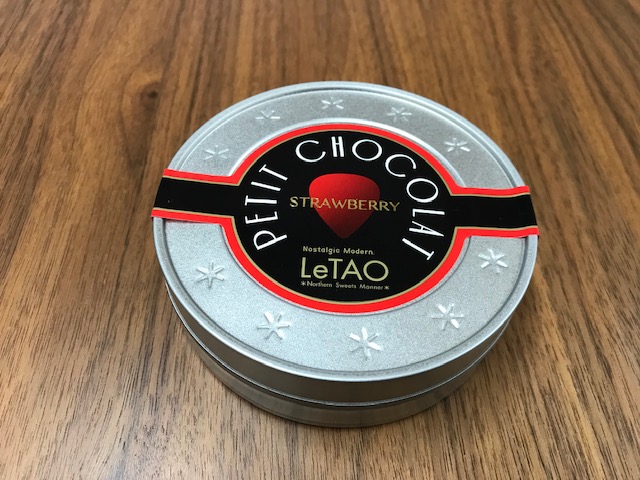 PETIT CHOCOLAT
STRAWBERRY
Nostalgic Modern.
LeTAO
*Northern Sweets Manner*